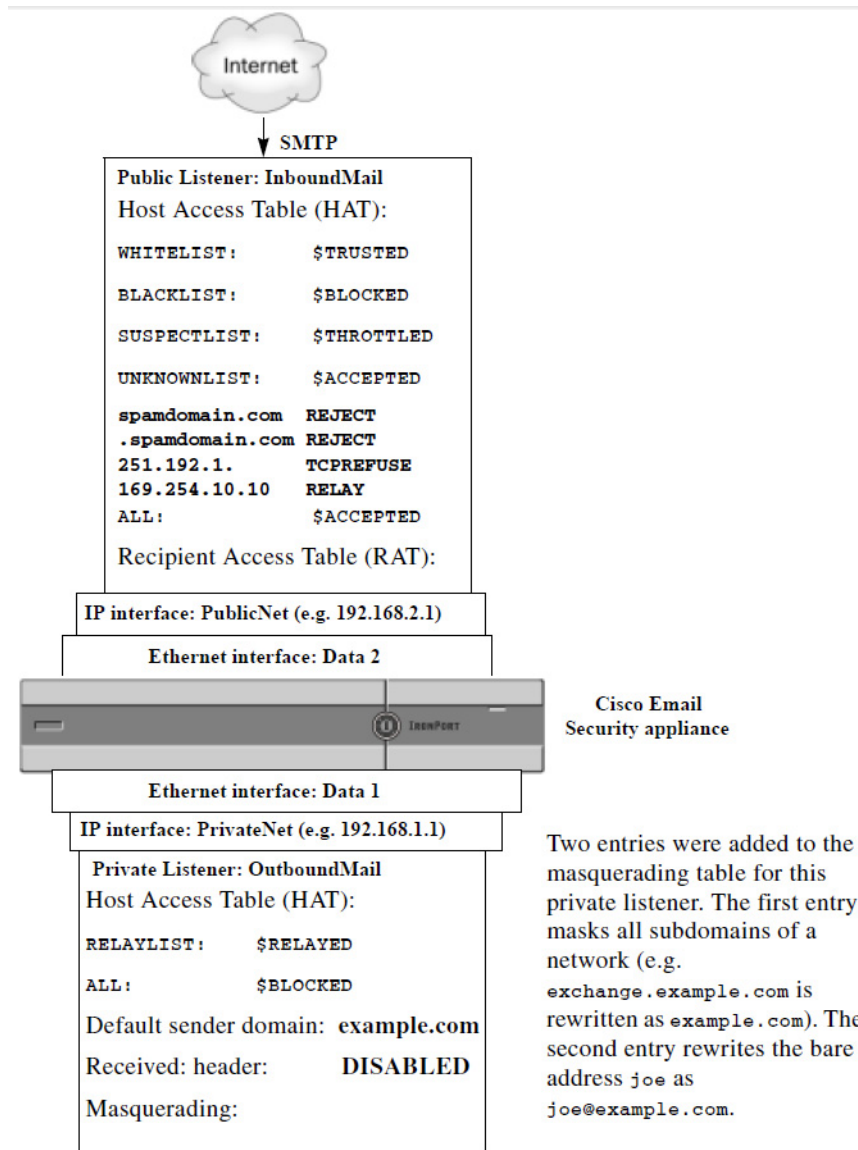 Internet
SMTP
Public Listener: InboundMail
Host Access Table (HAT):
WHITELIST: $TRUSTED
BLACKLIST: $BLOCKED
SUSPECTLIST: $THROTTLED
UNKNOWNLIST: $ACCEPTED
spamdomain.com REJECT
.spamdomain.com REJECT
251.192.1. TCPREFUSE
169.254.10.10 RELAY
ALL: $ACCEPTED
Recipient Access Table (RAT):
IP interface: PublicNet (e.g. 192.168.2.1)
Ethernet interface: Data 2
IRONPORT
Cisco Email
Security appliance
Ethernet interface: Data 1
IP interface: PrivateNet (e.g. 192.168.1.1)
Private Listener: OutboundMail
Host Access Table (HAT):
RELAYLIST: $RELAYED
ALL: $BLOCKED
Default sender domain: example.com
Received: header: DISABLED
Masquerading:
Two entries were added to the
masquerading table for this
private listener. The first entry
masks all subdomains of a
network (e.g.
exchange.example.com is
rewritten as example.com). The
second entry rewrites the bare
address joe as
joe@example.com.